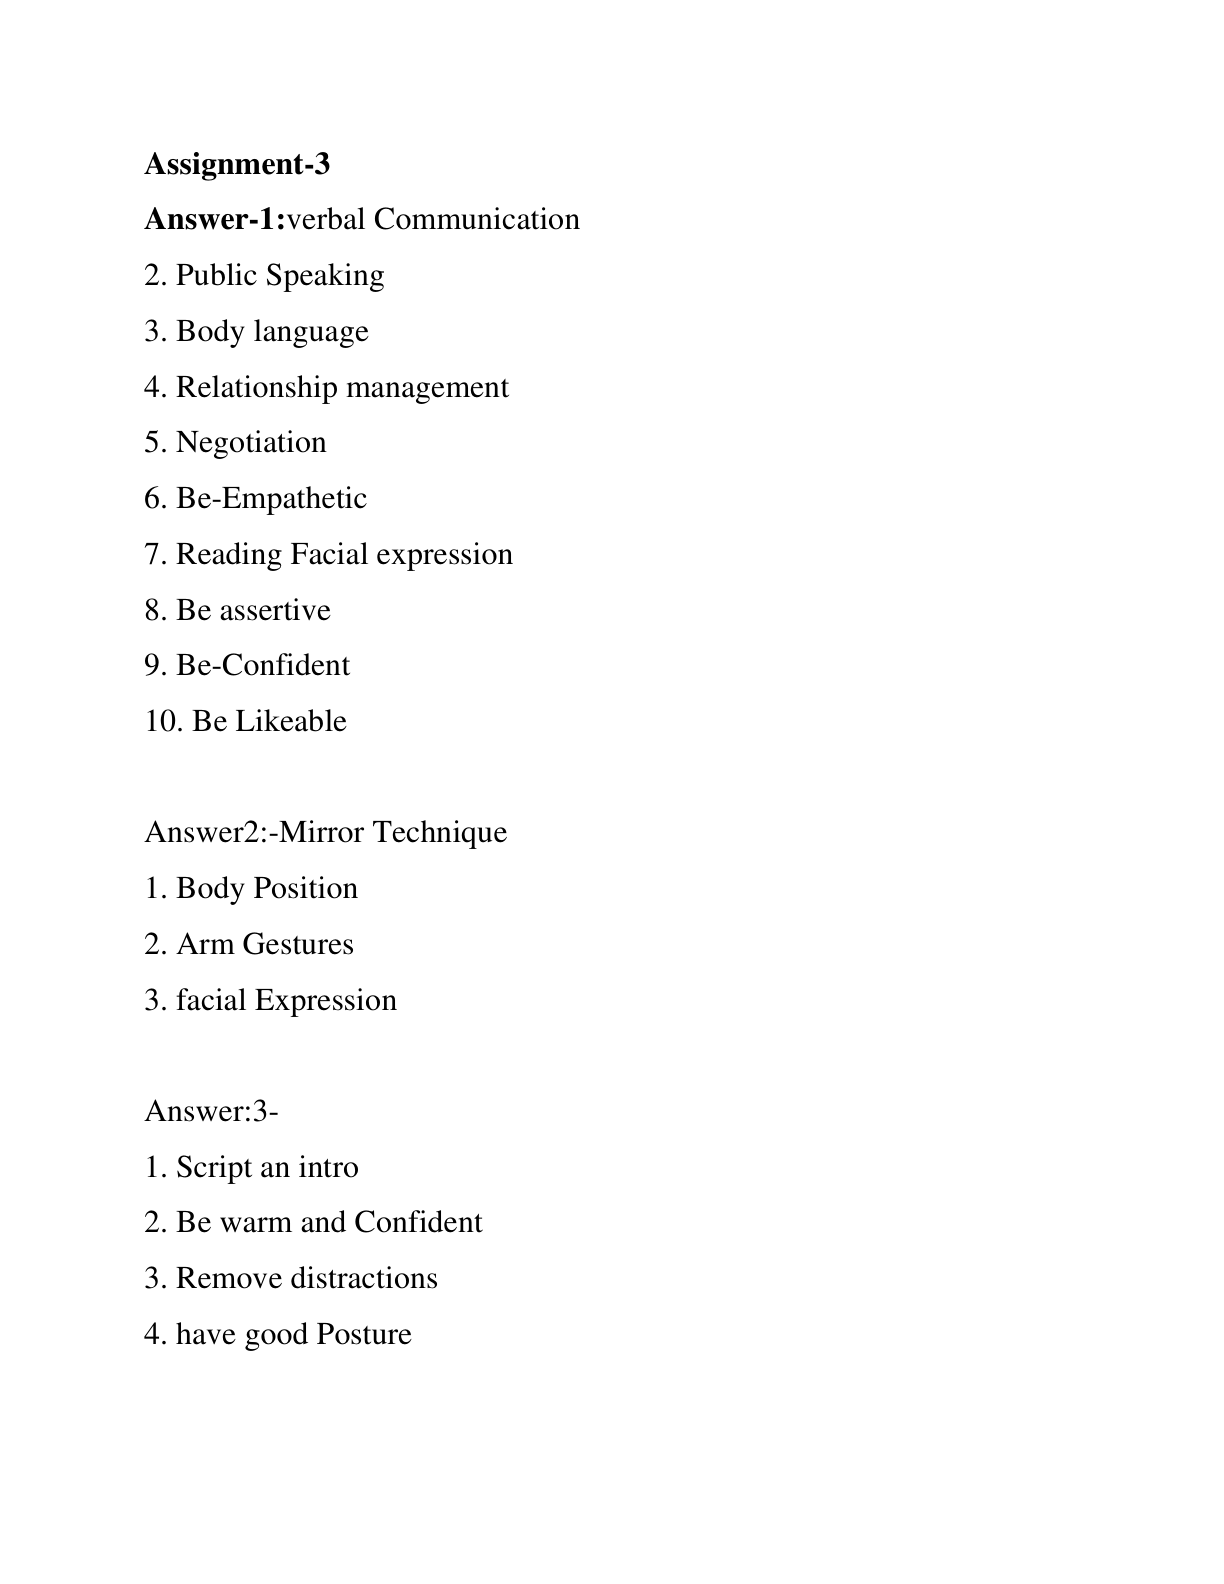 Assignment-3
Answer-1:verbal Communication
2. Public Speaking
3. Body language
4. Relationship management
5. Negotiation
6. Be-Empathetic
7. Reading Facial expression
8. Be assertive
9. Be-Confident
10. Be Likeable
Answer2:-Mirror Technique
1. Body Position
2. Arm Gestures
3. facial Expression
Answer:3-
1. Script an intro
2. Be warm and Confident
3. Remove distractions
4. have good Posture